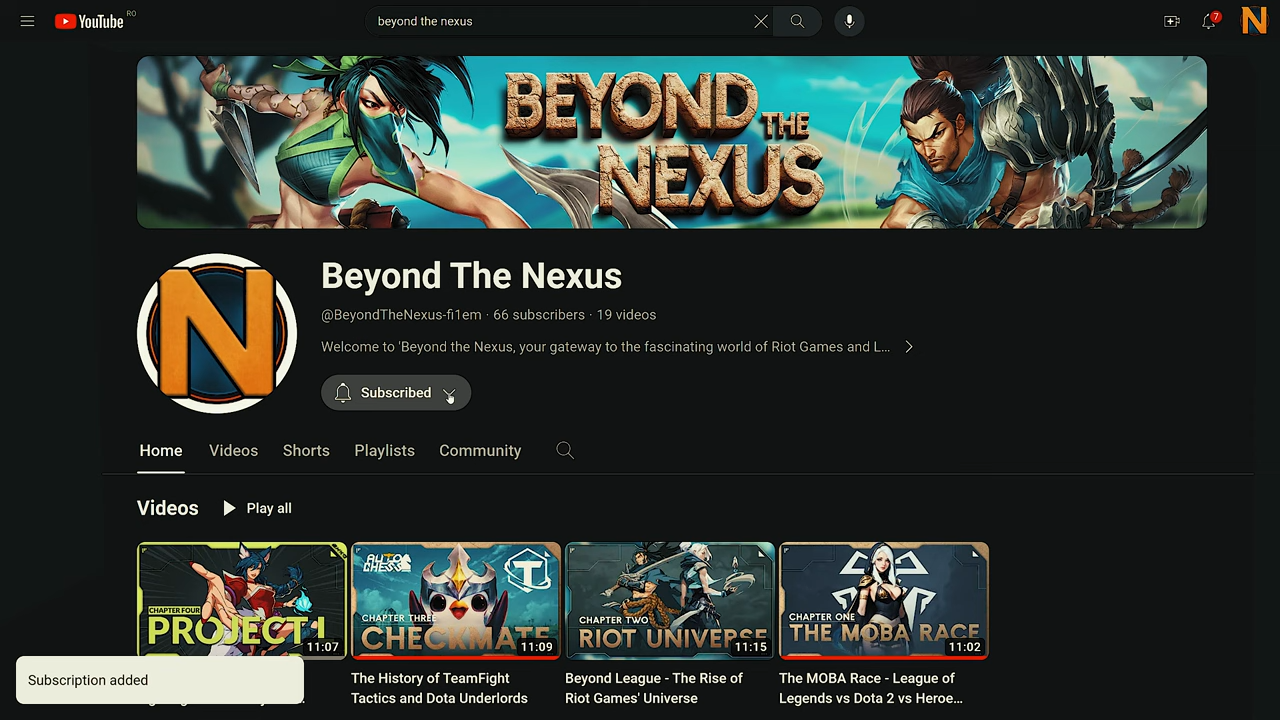 YouTube RO
beyond the nexus
7
N
BEYOND
THE
NEXUS
N
Beyond The Nexus
@BeyondTheNexus-fi1em · 66 subscribers · 19 videos
Welcome to 'Beyond the Nexus, your gateway to the fascinating world of Riot Games and L...
Subscribed
Home Videos Shorts Playlists Community
Videos Play all
CHAPTER FOUR
PROJECT L
11:07
AUTO
CHESS
CHAPTER THREE
CHECKMATE
11:09
CHAPTER TWO
RIOT UNIVERSE
11:15
CHAPTER ONE
THE MOBA RACE
11:02
Subscription added
The History of TeamFight
Tactics and Dota Underlords
Beyond League - The Rise of
Riot Games' Universe
The MOBA Race - League of
Legends vs Dota 2 vs Heroe...